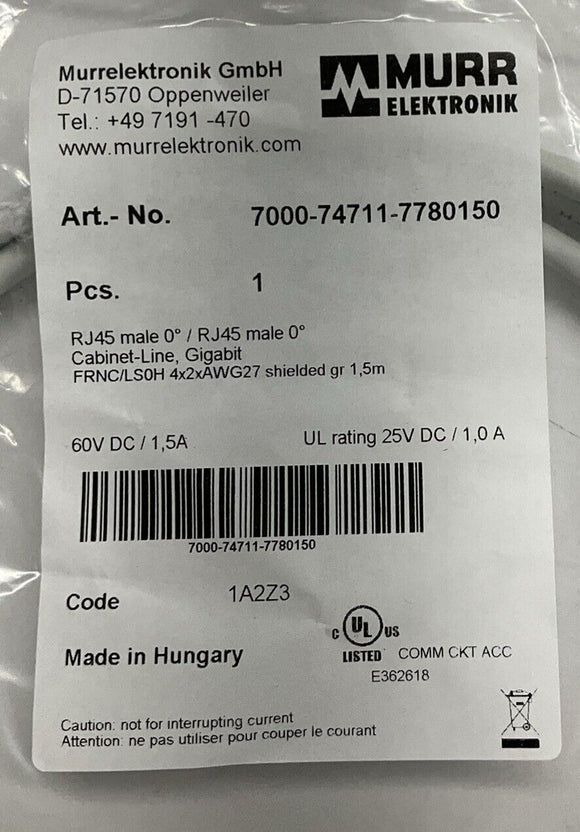 Murrelektronik GmbH
D-71570 Oppenweiler
Tel.: +49 7191 -470
www.murrelektronik.com
MURR
ELEKTRONIK
Art.- No. 7000-74711-7780150
Pcs. 1
RJ45 male 0° / RJ45 male 0°
Cabinet-Line, Gigabit
FRNC/LS0H 4x2xAWG27 shielded gr 1,5m
60V DC / 1,5A UL rating 25V DC / 1,0 A
7000-74711-7780150
Code 1A2Z3
Made in Hungary
C UL US
LISTED COMM CKT ACC
E362618
Caution: not for interrupting current
Attention: ne pas utiliser pour couper le courant